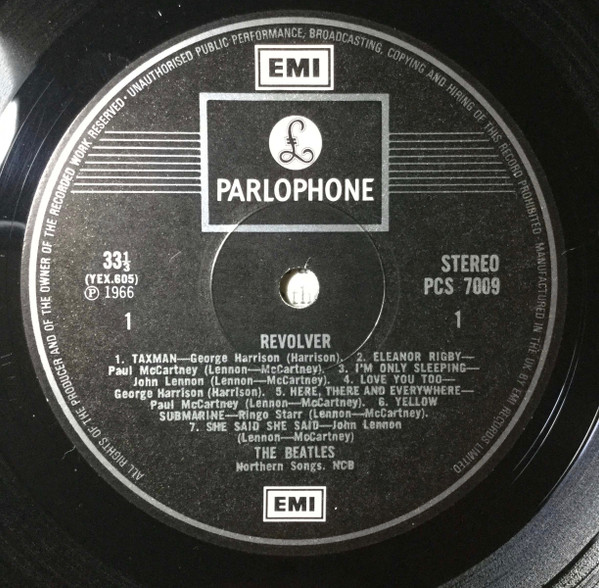 ALL RIGHTS OF THE PRODUCER AND OF THE OWNER OF THE RECORDED WORK RESERVED · UNAUTHORISED PUBLIC PERFORMANCE, BROADCASTING, COPYING AND HIRING OF THIS RECORD PROHIBITED · MANUFACTURED IN THE UK BY EMI RECORDS LIMITED
EMI
£
PARLOPHONE
33⅓
(YEX.605)
Ⓟ 1966
1
STEREO
PCS 7009
1
REVOLVER
1. TAXMAN—George Harrison (Harrison). 2. ELEANOR RIGBY—
Paul McCartney (Lennon—McCartney). 3. I'M ONLY SLEEPING—
John Lennon (Lennon—McCartney). 4. LOVE YOU TOO—
George Harrison (Harrison). 5. HERE, THERE AND EVERYWHERE—
Paul McCartney (Lennon—McCartney). 6. YELLOW
SUBMARINE—Ringo Starr (Lennon—McCartney).
7. SHE SAID SHE SAID—John Lennon
(Lennon—McCartney)
THE BEATLES
Northern Songs. NCB
EMI